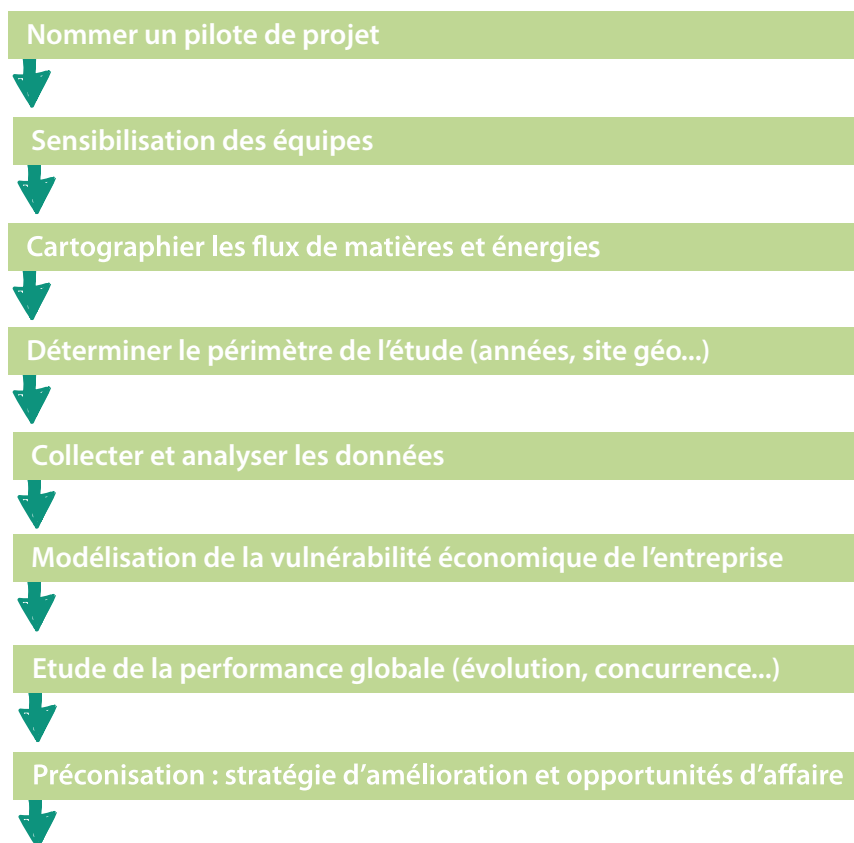 Nommer un pilote de projet
Sensibilisation des équipes
Cartographier les flux de matières et énergies
Déterminer le périmètre de l’étude (années, site géo...)
Collecter et analyser les données
Modélisation de la vulnérabilité économique de l’entreprise
Etude de la performance globale (évolution, concurrence...)
Préconisation : stratégie d’amélioration et opportunités d’affaire